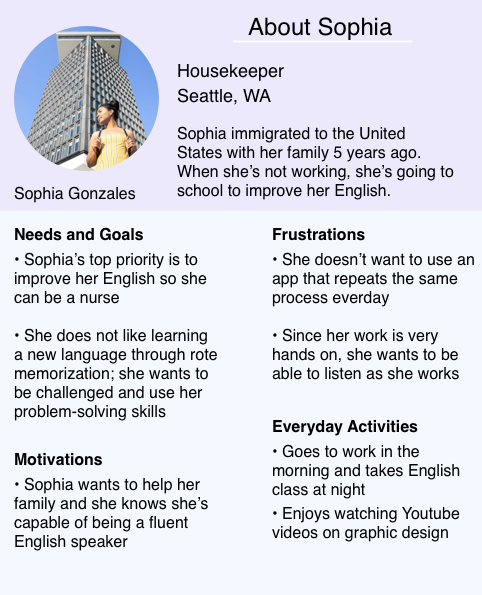 About Sophia
Housekeeper
Seattle, WA
Sophia immigrated to the United
States with her family 5 years ago.
When she's not working, she's going to
school to improve her English.
Sophia Gonzales
Needs and Goals
• Sophia's top priority is to
improve her English so she
can be a nurse
• She does not like learning
a new language through rote
memorization; she wants to
be challenged and use her
problem-solving skills
Motivations
• Sophia wants to help her
family and she knows she's
capable of being a fluent
English speaker
Frustrations
• She doesn't want to use an
app that repeats the same
process everday
• Since her work is very
hands on, she wants to be
able to listen as she works
Everyday Activities
• Goes to work in the
morning and takes English
class at night
• Enjoys watching Youtube
videos on graphic design